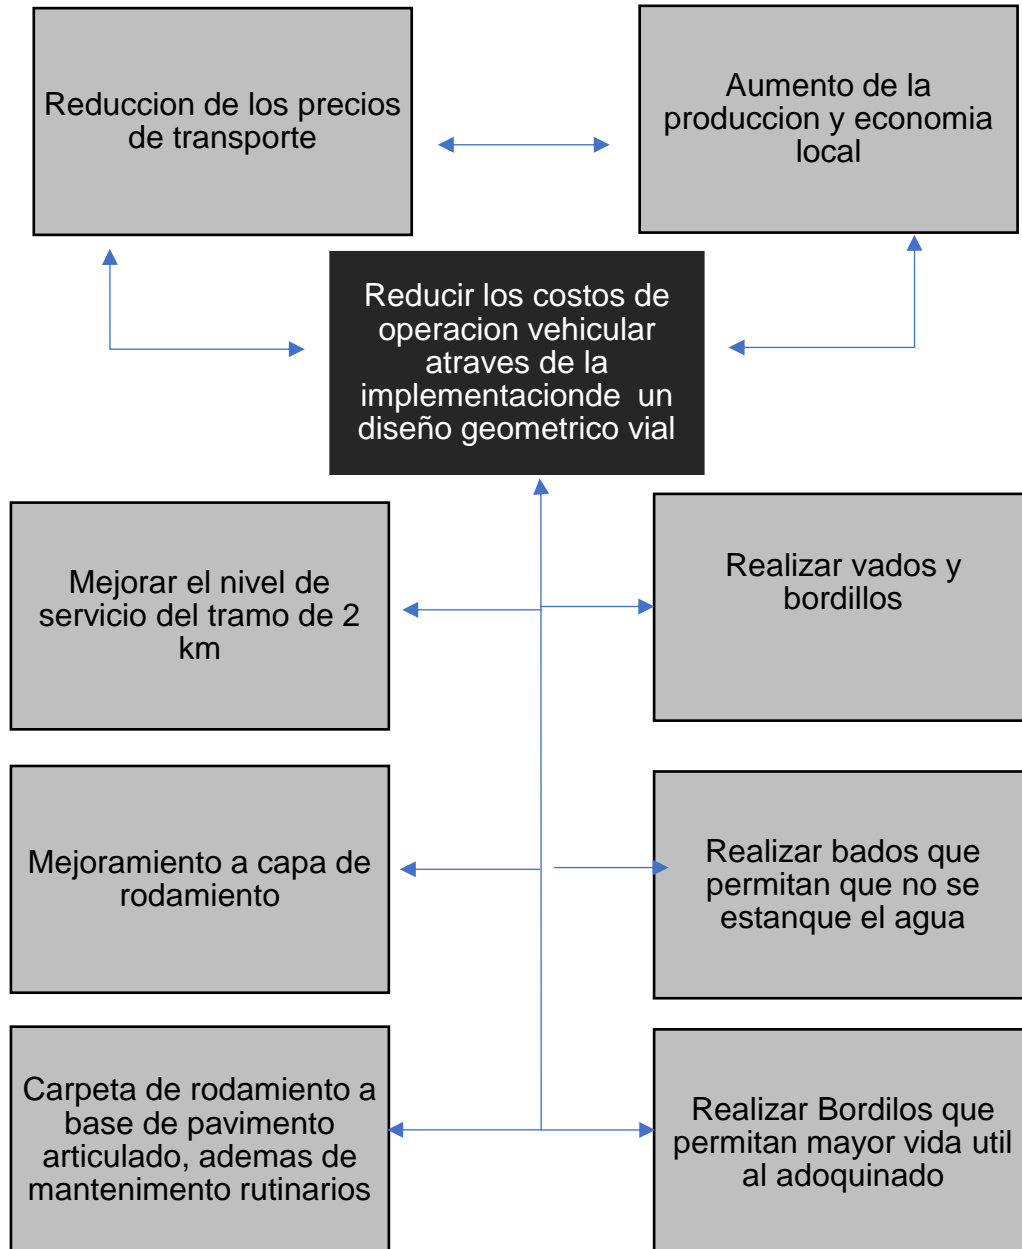 Reduccion de los precios
de transporte
Aumento de la
produccion y economia
local
Reducir los costos de
operacion vehicular
atraves de la
implementacionde un
diseño geometrico vial
Mejorar el nivel de
servicio del tramo de 2
km
Realizar vados y
bordillos
Mejoramiento a capa de
rodamiento
Realizar bados que
permitan que no se
estanque el agua
Carpeta de rodamiento a
base de pavimento
articulado, ademas de
mantenimento rutinarios
Realizar Bordilos que
permitan mayor vida util
al adoquinado